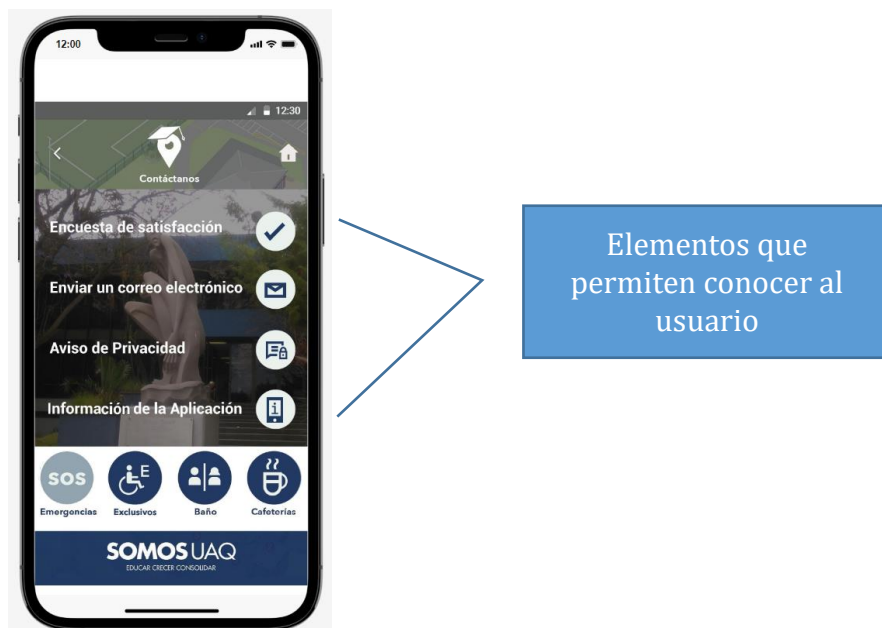 12:00
12:30
Contáctanos
Encuesta de satisfacción
Enviar un correo electrónico
Aviso de Privacidad
Información de la Aplicación
SOS
E
Emergencias
Exclusivos
Baño
Cafeterías
SOMOS UAQ
EDUCAR CRECER CONSOLIDAR
Elementos que
permiten conocer al
usuario